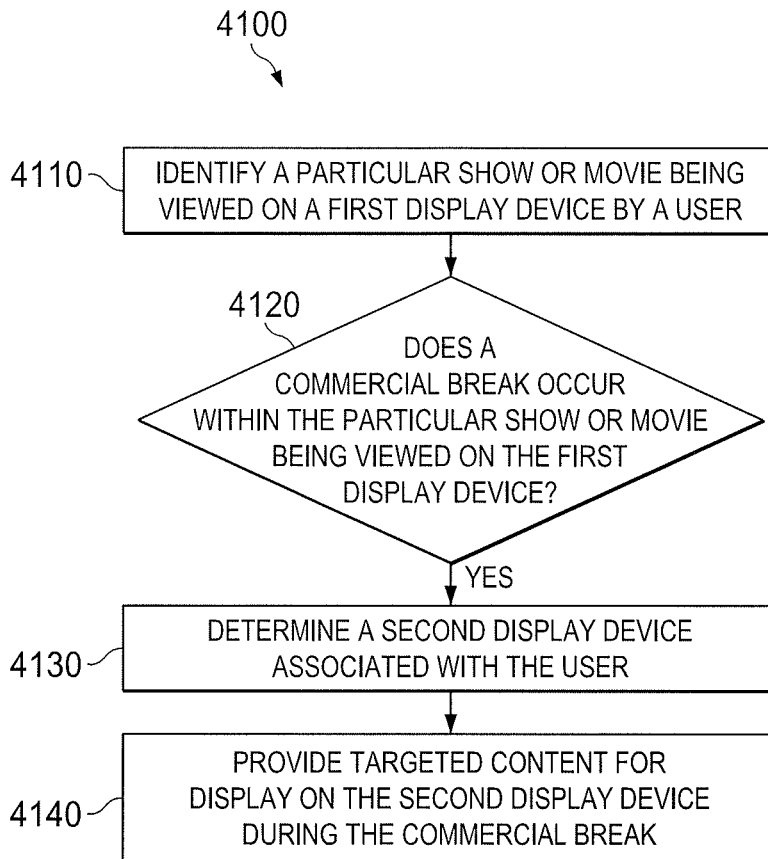 4100
4110
IDENTIFY A PARTICULAR SHOW OR MOVIE BEING
VIEWED ON A FIRST DISPLAY DEVICE BY A USER
4120
DOES A
COMMERCIAL BREAK OCCUR
WITHIN THE PARTICULAR SHOW OR MOVIE
BEING VIEWED ON THE FIRST
DISPLAY DEVICE?
YES
4130
DETERMINE A SECOND DISPLAY DEVICE
ASSOCIATED WITH THE USER
4140
PROVIDE TARGETED CONTENT FOR
DISPLAY ON THE SECOND DISPLAY DEVICE
DURING THE COMMERCIAL BREAK